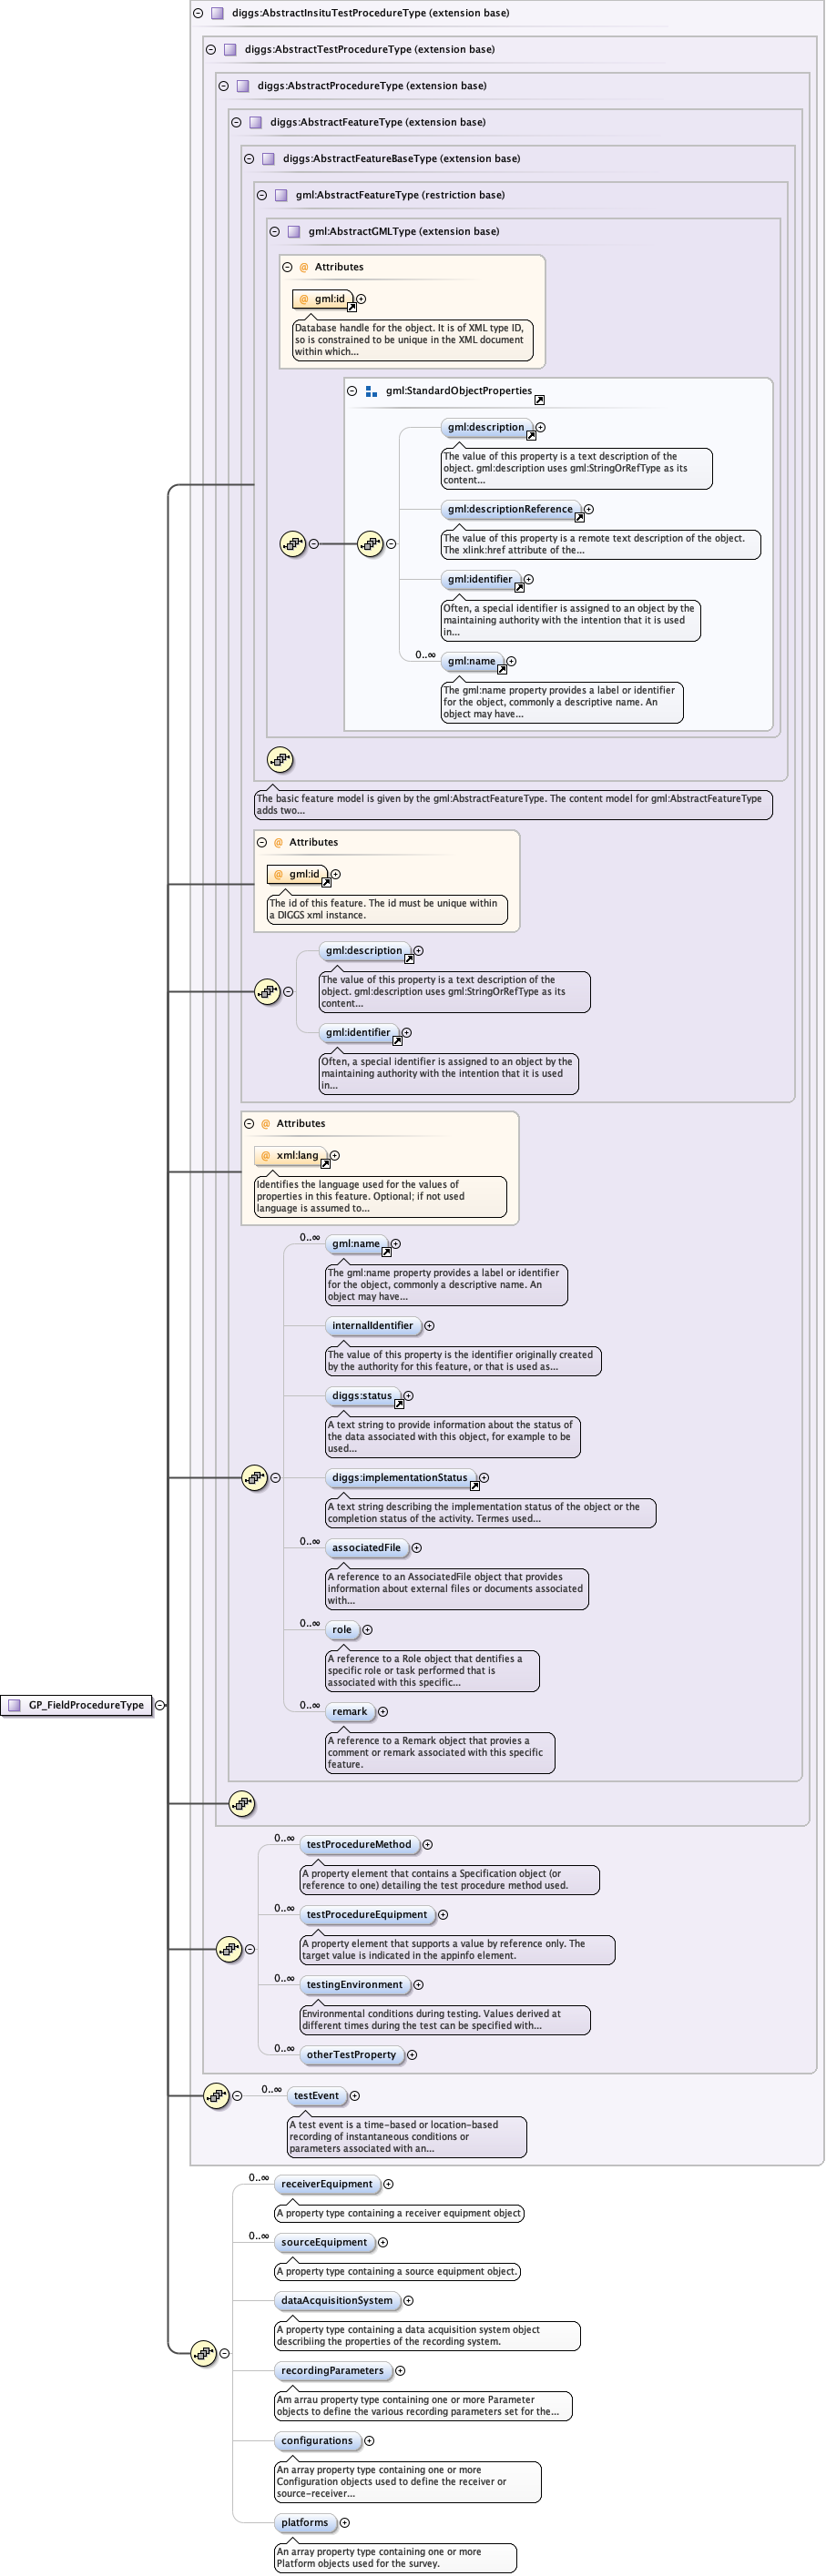 diggs:AbstractInsituTestProcedureType (extension base)
diggs:AbstractTestProcedureType (extension base)
diggs:AbstractProcedureType (extension base)
diggs:AbstractFeatureType (extension base)
diggs:AbstractFeatureBaseType (extension base)
gml:AbstractFeatureType (restriction base)
gml:AbstractGMLType (extension base)
@ Attributes
@ gml:id
Database handle for the object. It is of XML type ID,
so is constrained to be unique in the XML document
within which...
gml:StandardObjectProperties
gml:description
The value of this property is a text description of the
object. gml:description uses gml:StringOrRefType as its
content...
gml:descriptionReference
The value of this property is a remote text description of the object.
The xlink:href attribute of the...
gml:identifier
Often, a special identifier is assigned to an object by the
maintaining authority with the intention that it is used
in...
0..∞
gml:name
The gml:name property provides a label or identifier
for the object, commonly a descriptive name. An
object may have...
The basic feature model is given by the gml:AbstractFeatureType. The content model for gml:AbstractFeatureType
adds two...
@ Attributes
@ gml:id
The id of this feature. The id must be unique within
a DIGGS xml instance.
gml:description
The value of this property is a text description of the
object. gml:description uses gml:StringOrRefType as its
content...
gml:identifier
Often, a special identifier is assigned to an object by the
maintaining authority with the intention that it is used
in...
@ Attributes
@ xml:lang
Identifies the language used for the values of
properties in this feature. Optional; if not used
language is assumed to...
0..∞
gml:name
The gml:name property provides a label or identifier
for the object, commonly a descriptive name. An
object may have...
internalIdentifier
The value of this property is the identifier originally created
by the authority for this feature, or that is used as...
diggs:status
A text string to provide information about the status of
the data associated with this object, for example to be
used...
diggs:implementationStatus
A text string describing the implementation status of the object or the
completion status of the activity. Termes used...
0..∞
associatedFile
A reference to an AssociatedFile object that provides
information about external files or documents associated
with...
0..∞
role
A reference to a Role object that dentifies a
specific role or task performed that is
associated with this specific...
GP_FieldProcedureType
0..∞
remark
A reference to a Remark object that provies a
comment or remark associated with this specific
feature.
0..∞
testProcedureMethod
A property element that contains a Specification object (or
reference to one) detailing the test procedure method used.
0..∞
testProcedureEquipment
A property element that supports a value by reference only. The
target value is indicated in the appinfo element.
0..∞
testingEnvironment
Environmental conditions during testing. Values derived at
different times during the test can be specified with...
0..∞
otherTestProperty
0..∞
testEvent
A test event is a time-based or location-based
recording of instantaneous conditions or
parameters associated with an...
0..∞
receiverEquipment
A property type containing a receiver equipment object
0..∞
sourceEquipment
A property type containing a source equipment object.
dataAcquisitionSystem
A property type containing a data acquisition system object
describiing the properties of the recording system.
recordingParameters
Am arrau property type containing one or more Parameter
objects to define the various recording parameters set for the...
configurations
An array property type containing one or more
Configuration objects used to define the receiver or
source-receiver...
platforms
An array property type containing one or more
Platform objects used for the survey.